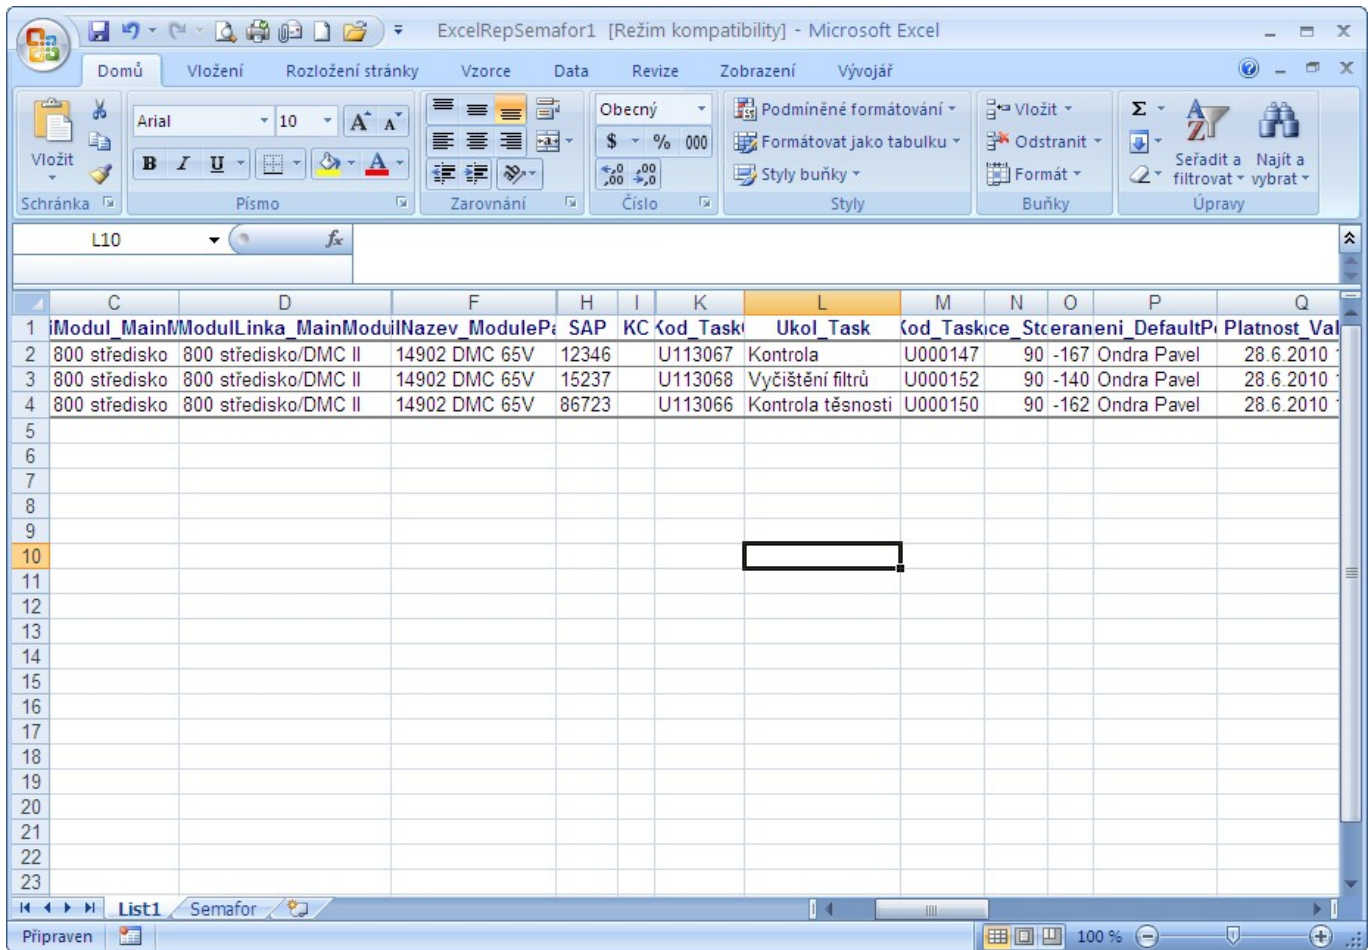 ExcelRepSemafor1 [Režim kompatibility] - Microsoft Excel
Domů Vložení Rozložení stránky Vzorce Data Revize Zobrazení Vývojář
Arial 10 A A Obecný Podmíněné formátování Vložit Σ
$ % 000 Formátovat jako tabulku Odstranit
Vložit B I U A ,00 ,0 Styly buňky Formát Seřadit a filtrovat Najít a vybrat
Schránka Písmo Zarovnání Číslo Styly Buňky Úpravy
L10 fx
C D F H I K L M N O P Q
1 iModul_MainM ModulLinka_MainModul Nazev_ModulePa SAP KC Kod_Task Ukol_Task Kod_Task nce_Sto eran eni_DefaultP Platnost_Val
2 800 středisko 800 středisko/DMC II 14902 DMC 65V 12346 U113067 Kontrola U000147 90 -167 Ondra Pavel 28.6.2010
3 800 středisko 800 středisko/DMC II 14902 DMC 65V 15237 U113068 Vyčištění filtrů U000152 90 -140 Ondra Pavel 28.6.2010
4 800 středisko 800 středisko/DMC II 14902 DMC 65V 86723 U113066 Kontrola těsnosti U000150 90 -162 Ondra Pavel 28.6.2010
5
6
7
8
9
10
11
12
13
14
15
16
17
18
19
20
21
22
23
List1 Semafor
Připraven 100 %